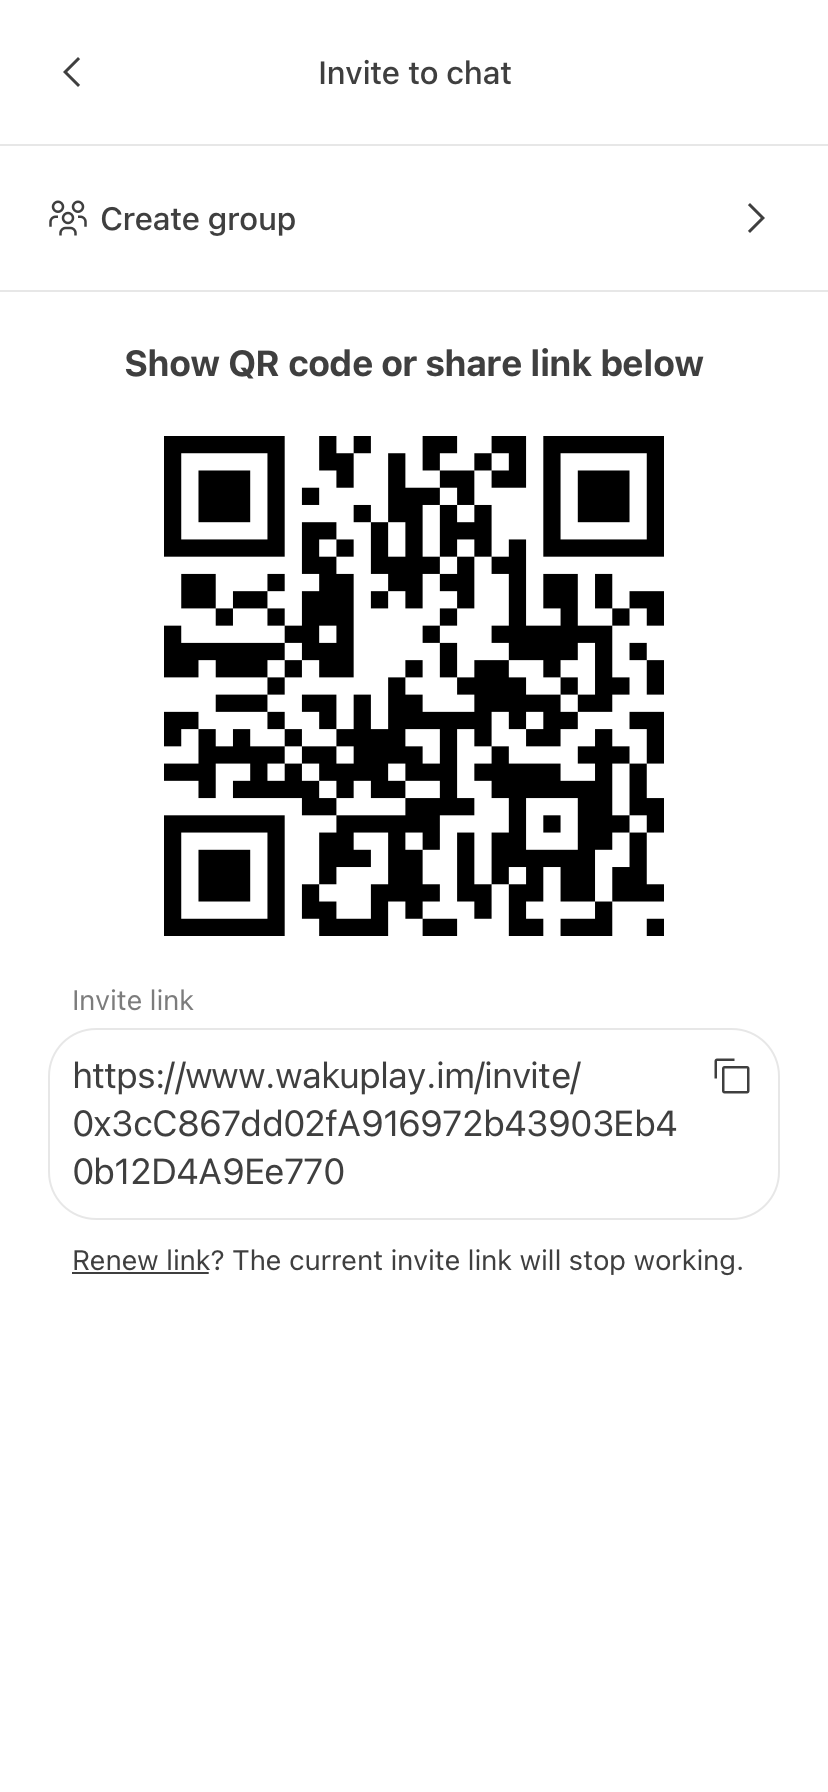 Invite to chat
Create group
Show QR code or share link below
Invite link
https://www.wakuplay.im/invite/
0x3cC867dd02fA916972b43903Eb4
0b12D4A9Ee770
Renew link? The current invite link will stop working.